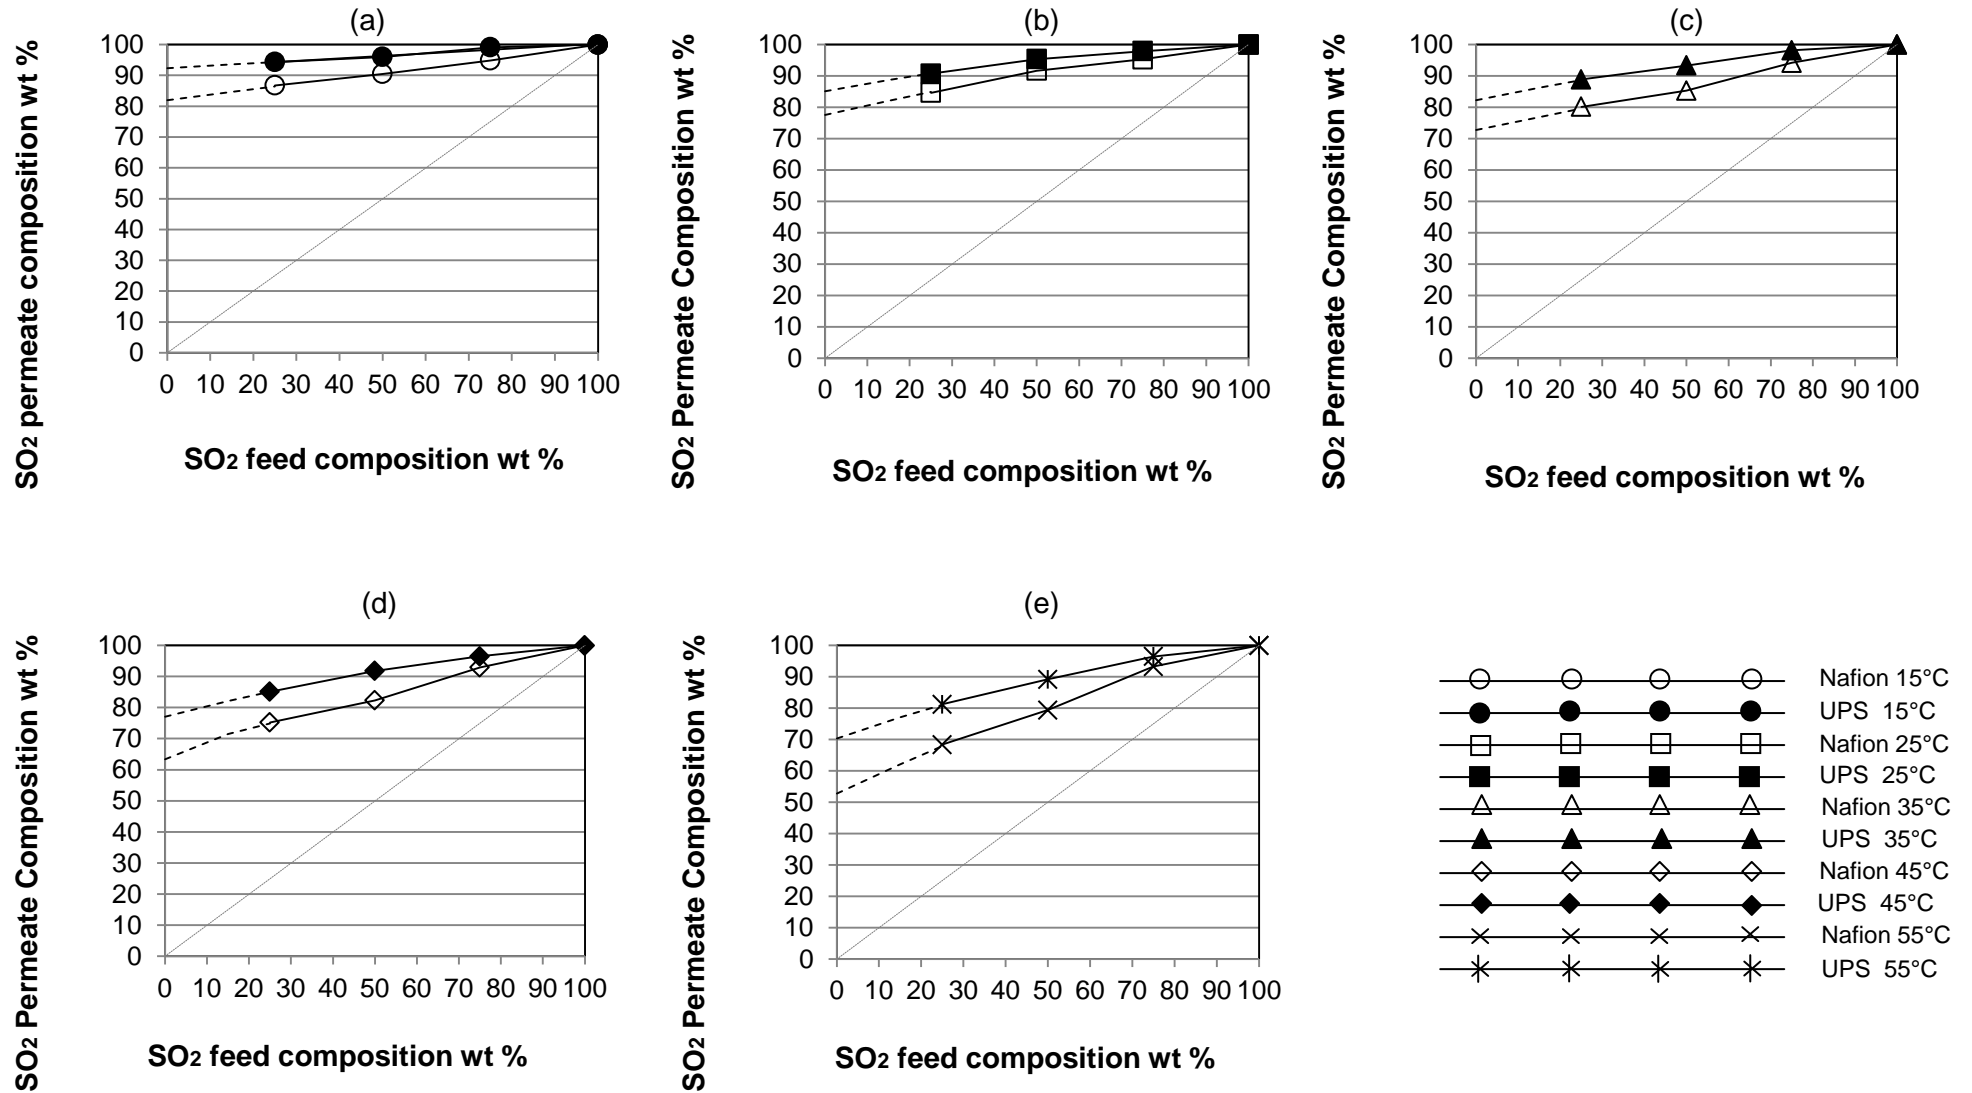 (a)
SO2 permeate composition wt %
100
90
80
70
60
50
40
30
20
10
0
0 10 20 30 40 50 60 70 80 90 100
SO2 feed composition wt %
(b)
SO2 Permeate Composition wt %
100
90
80
70
60
50
40
30
20
10
0
0 10 20 30 40 50 60 70 80 90 100
SO2 feed composition wt %
(c)
SO2 Permeate Composition wt %
100
90
80
70
60
50
40
30
20
10
0
0 10 20 30 40 50 60 70 80 90 100
SO2 feed composition wt %
(d)
SO2 Permeate Composition wt %
100
90
80
70
60
50
40
30
20
10
0
0 10 20 30 40 50 60 70 80 90 100
SO2 feed composition wt %
(e)
SO2 Permeate Composition wt %
100
90
80
70
60
50
40
30
20
10
0
0 10 20 30 40 50 60 70 80 90 100
SO2 feed composition wt %
Nafion 15°C
UPS 15°C
Nafion 25°C
UPS 25°C
Nafion 35°C
UPS 35°C
Nafion 45°C
UPS 45°C
Nafion 55°C
UPS 55°C